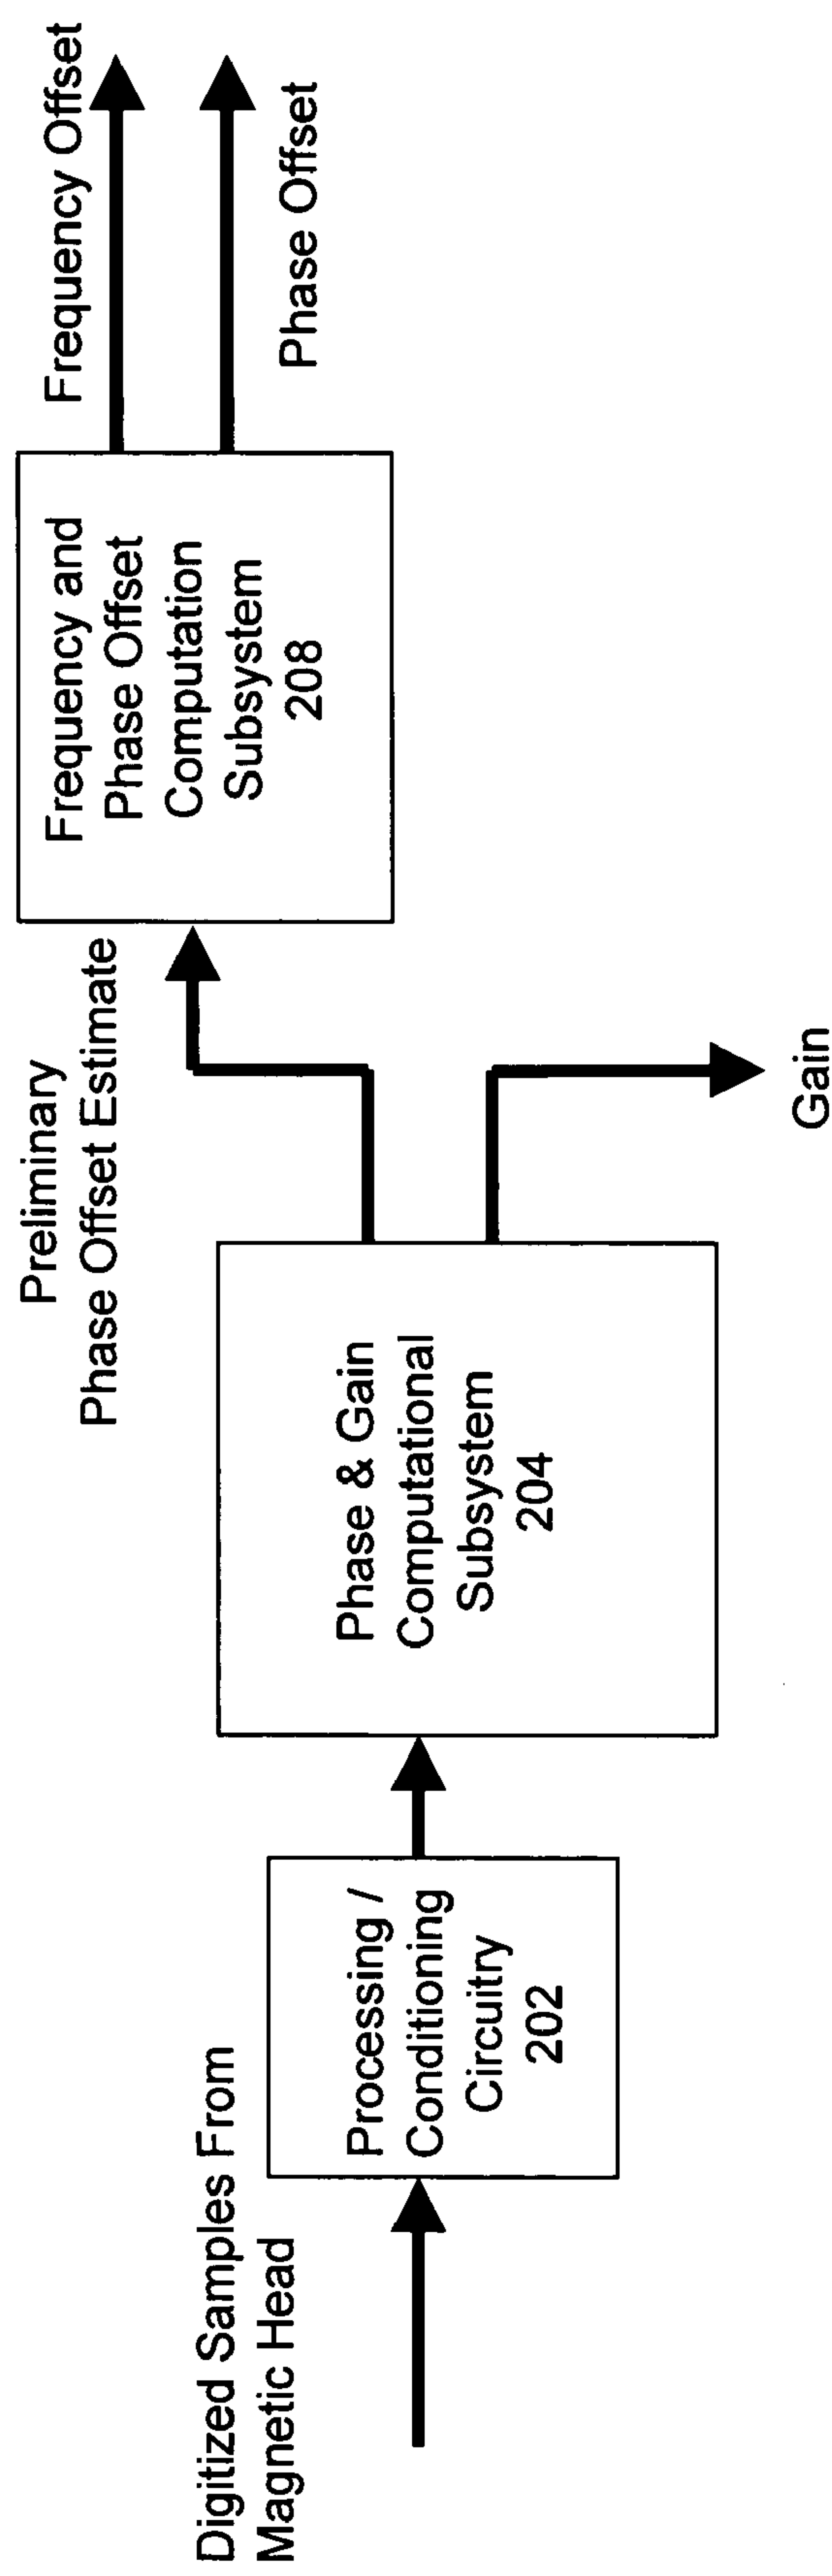 Digitized Samples From
Magnetic Head
Processing /
Conditioning
Circuitry
202
Phase & Gain
Computational
Subsystem
204
Preliminary
Phase Offset Estimate
Gain
Frequency and
Phase Offset
Computation
Subsystem
208
Frequency Offset
Phase Offset